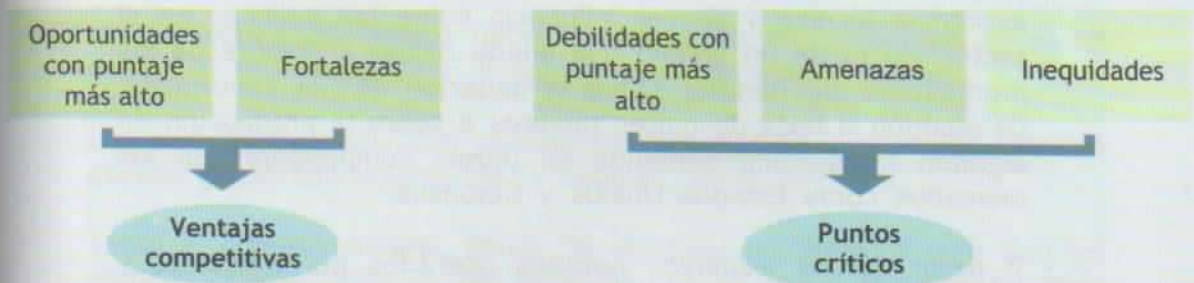 Oportunidades
con puntaje
más alto
Fortalezas
Debilidades con
puntaje más
alto
Amenazas
Inequidades
Ventajas
competitivas
Puntos
críticos